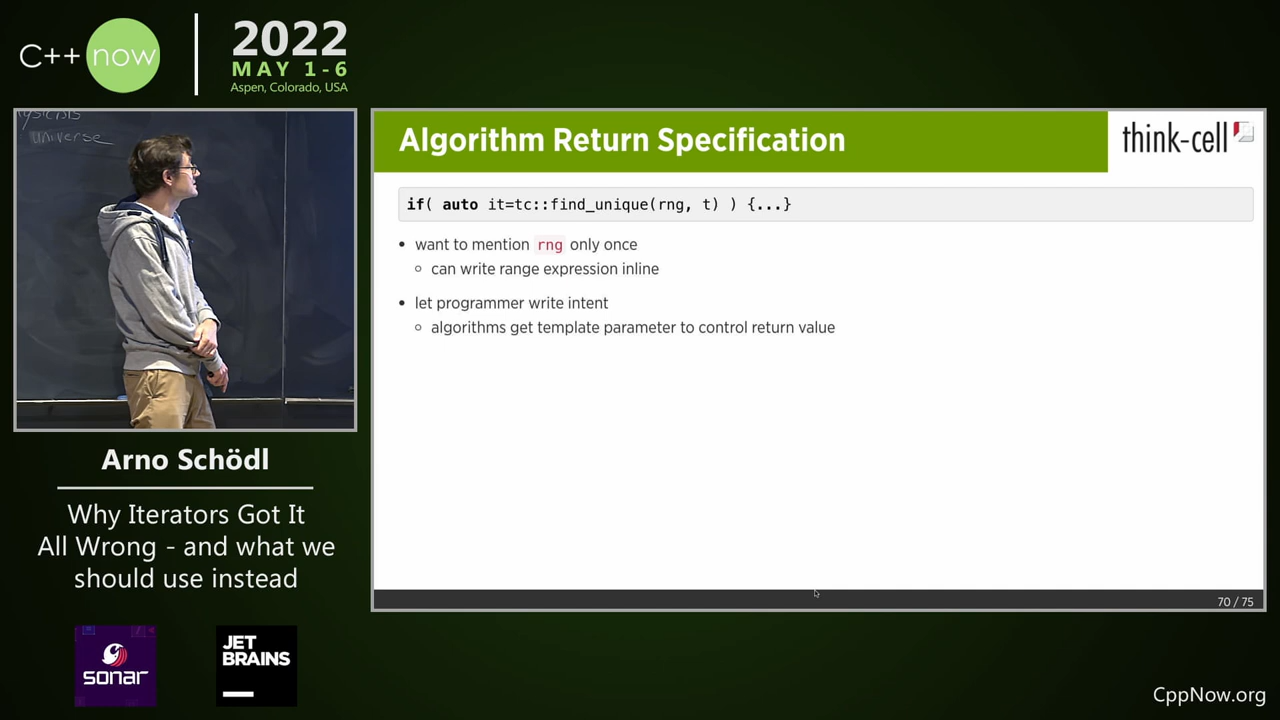 C++ now
2022
MAY 1-6
Aspen, Colorado, USA
universe
Arno Schödl
Why Iterators Got It
All Wrong - and what we
should use instead
sonar
JET
BRAINS
Algorithm Return Specification
think-cell
if( auto it=tc::find_unique(rng, t) ) {...}
• want to mention rng only once
◦ can write range expression inline
• let programmer write intent
◦ algorithms get template parameter to control return value
70 / 75
CppNow.org